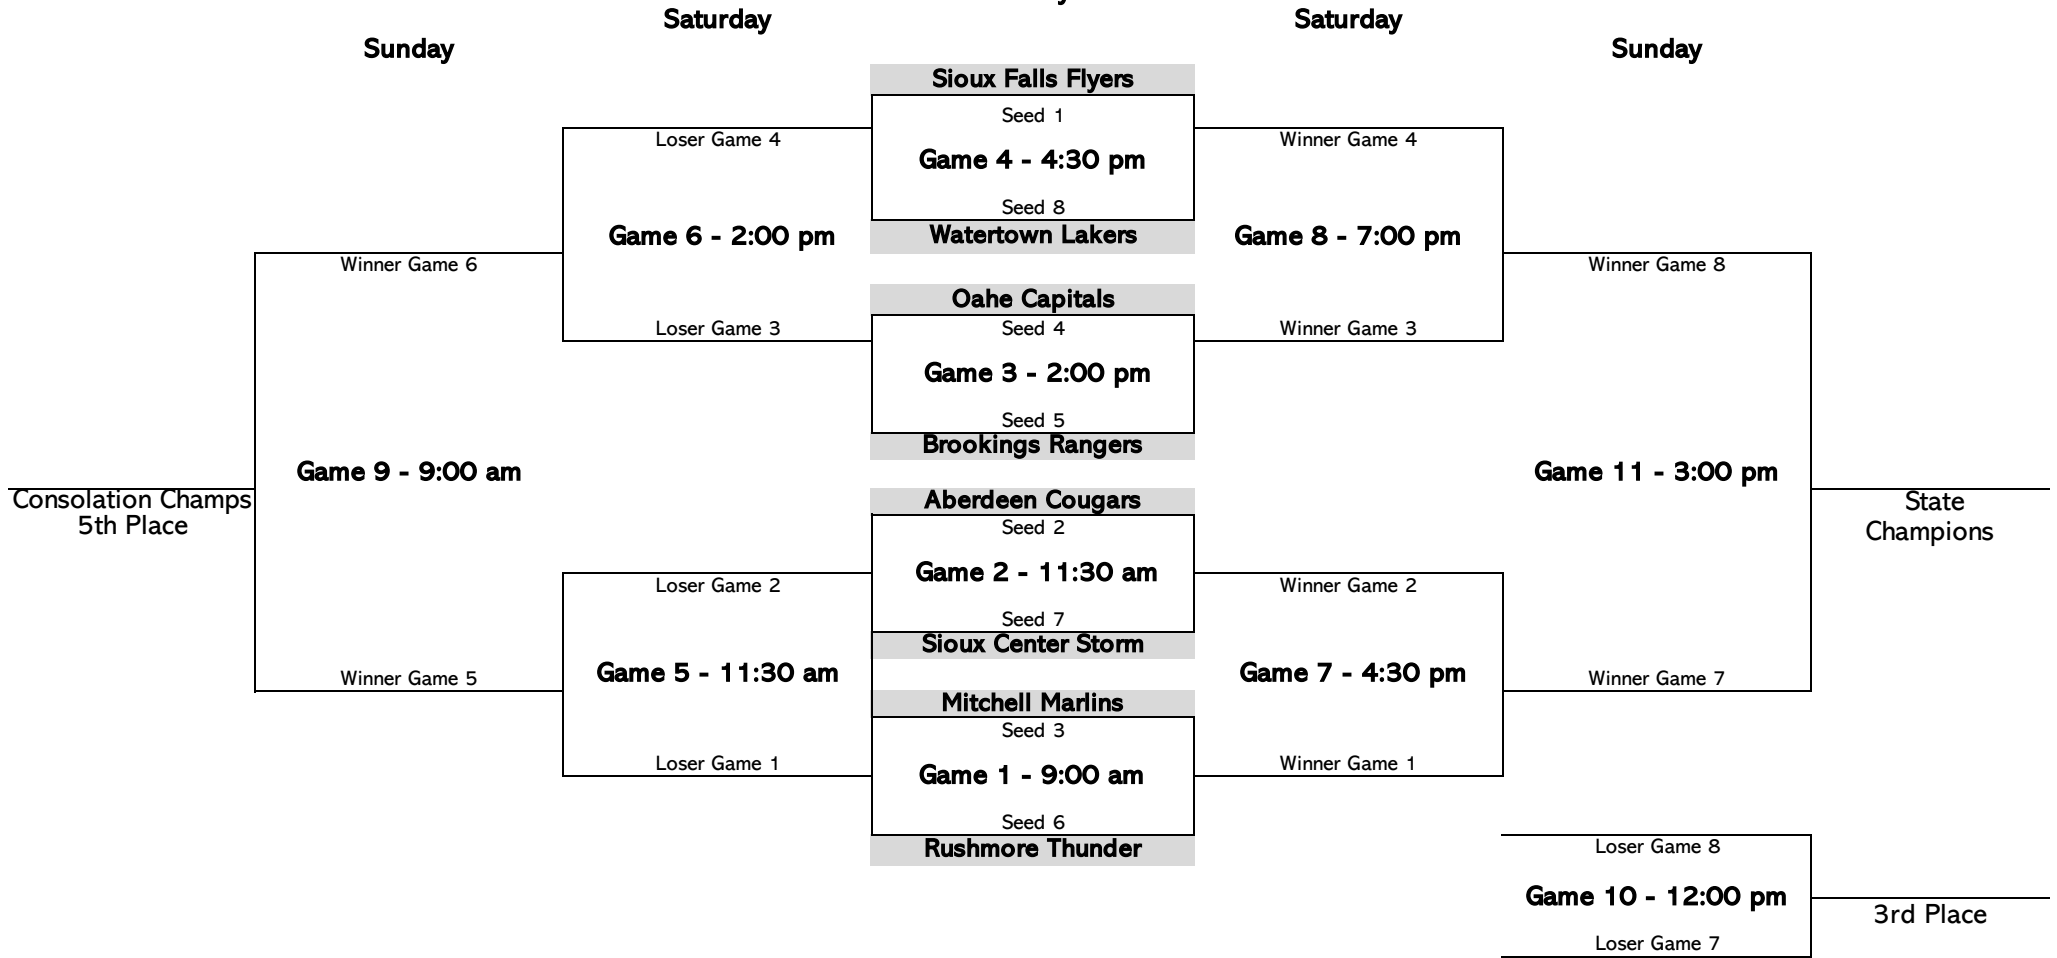 Saturday
Saturday
Sunday
Sunday
Sioux Falls Flyers
Seed 1
Loser Game 4
Winner Game 4
Game 4 - 4:30 pm
Seed 8
Watertown Lakers
Game 6 - 2:00 pm
Game 8 - 7:00 pm
Winner Game 6
Winner Game 8
Oahe Capitals
Seed 4
Loser Game 3
Winner Game 3
Game 3 - 2:00 pm
Seed 5
Brookings Rangers
Game 9 - 9:00 am
Game 11 - 3:00 pm
Consolation Champs
5th Place
State
Champions
Aberdeen Cougars
Seed 2
Game 2 - 11:30 am
Loser Game 2
Winner Game 2
Seed 7
Sioux Center Storm
Game 5 - 11:30 am
Game 7 - 4:30 pm
Winner Game 5
Winner Game 7
Mitchell Marlins
Seed 3
Loser Game 1
Winner Game 1
Game 1 - 9:00 am
Seed 6
Rushmore Thunder
Loser Game 8
Game 10 - 12:00 pm
3rd Place
Loser Game 7